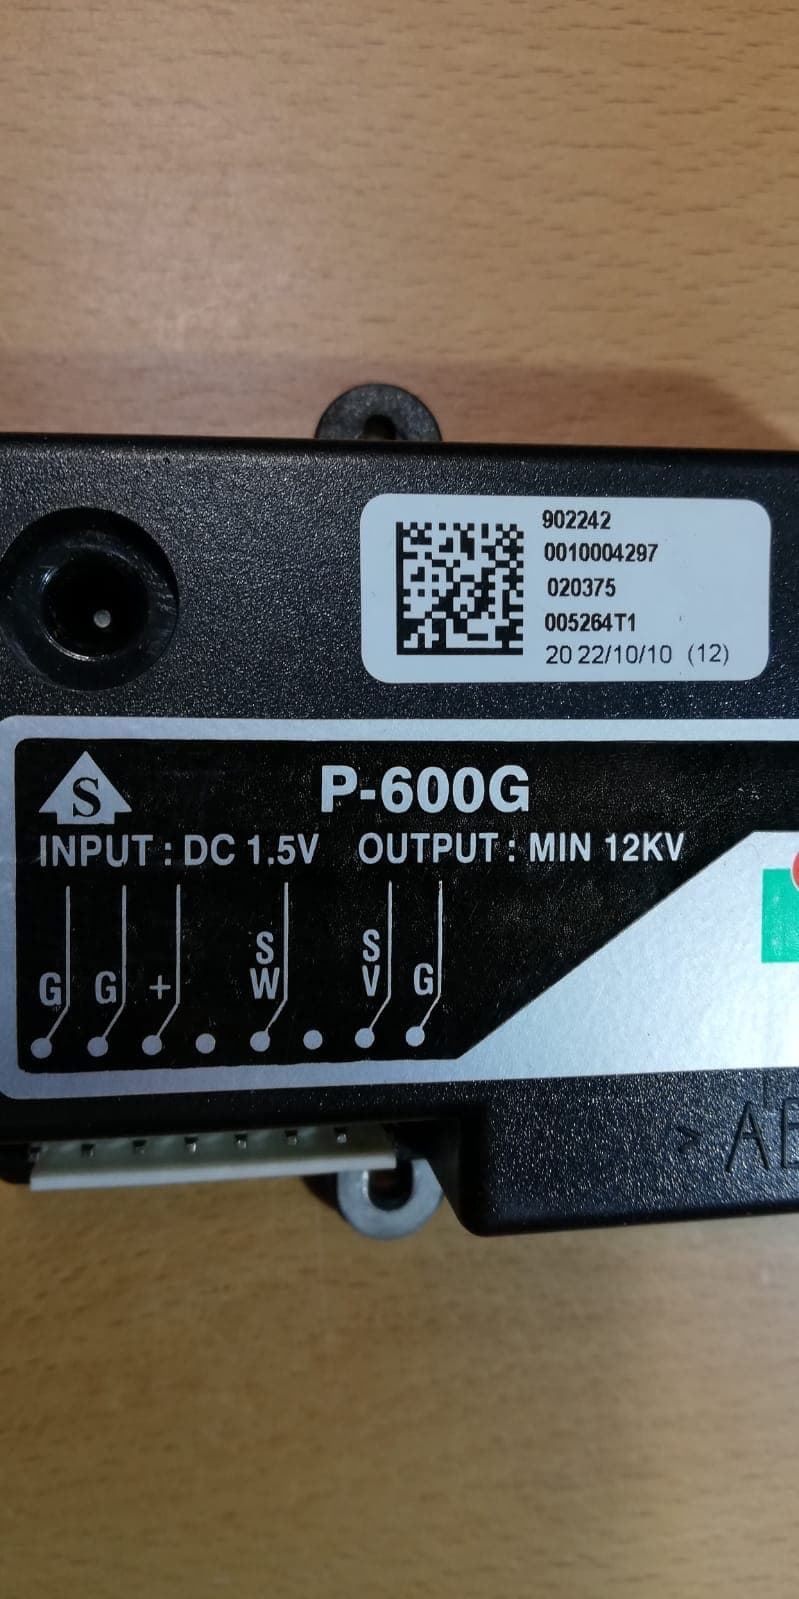 902242
0010004297
020375
005264T1
20 22/10/10 (12)
S
P-600G
INPUT : DC 1.5V OUTPUT : MIN 12KV
G G + SW SV G
> AB